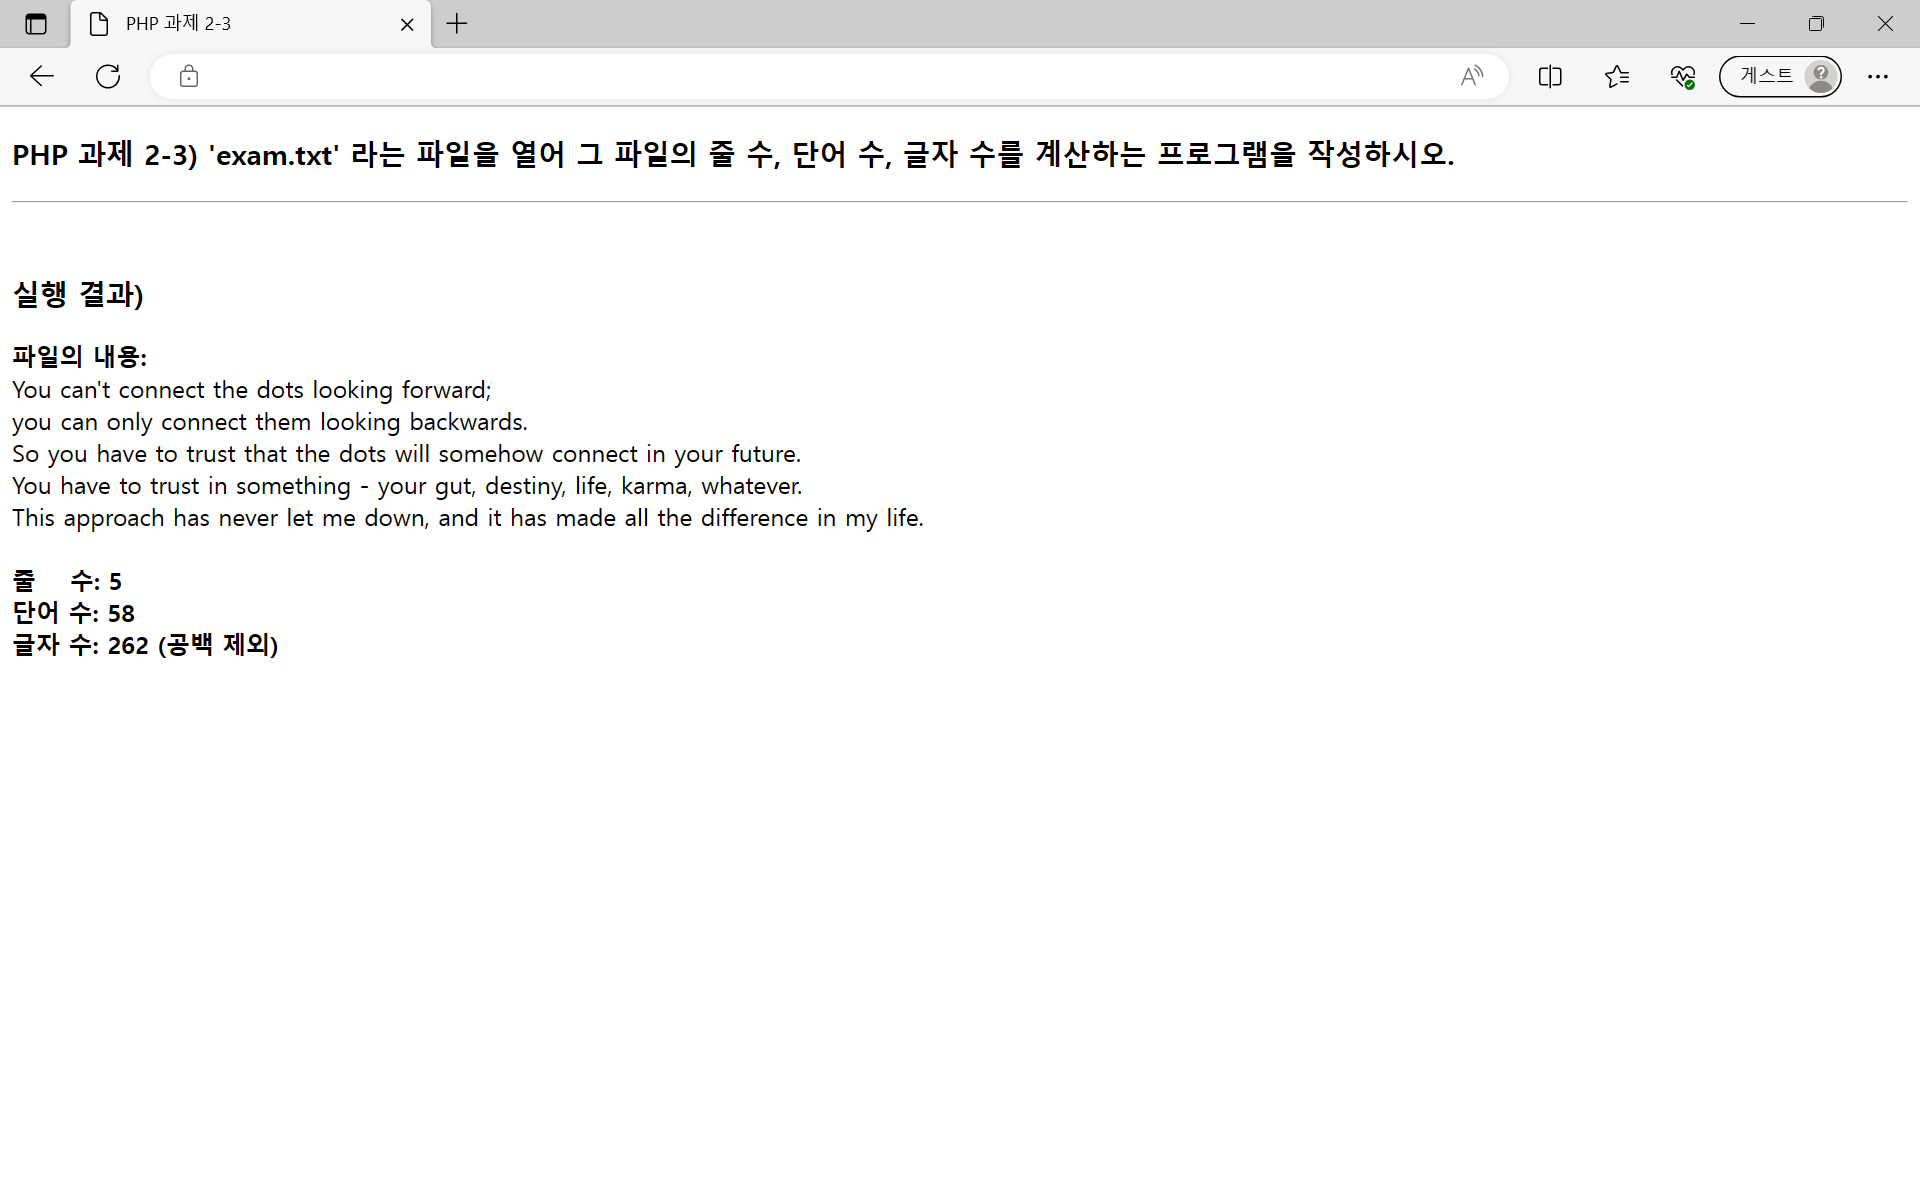 PHP 과제 2-3
게스트
PHP 과제 2-3) 'exam.txt' 라는 파일을 열어 그 파일의 줄 수, 단어 수, 글자 수를 계산하는 프로그램을 작성하시오.
실행 결과)
파일의 내용:
You can't connect the dots looking forward;
you can only connect them looking backwards.
So you have to trust that the dots will somehow connect in your future.
You have to trust in something - your gut, destiny, life, karma, whatever.
This approach has never let me down, and it has made all the difference in my life.
줄 수: 5
단어 수: 58
글자 수: 262 (공백 제외)